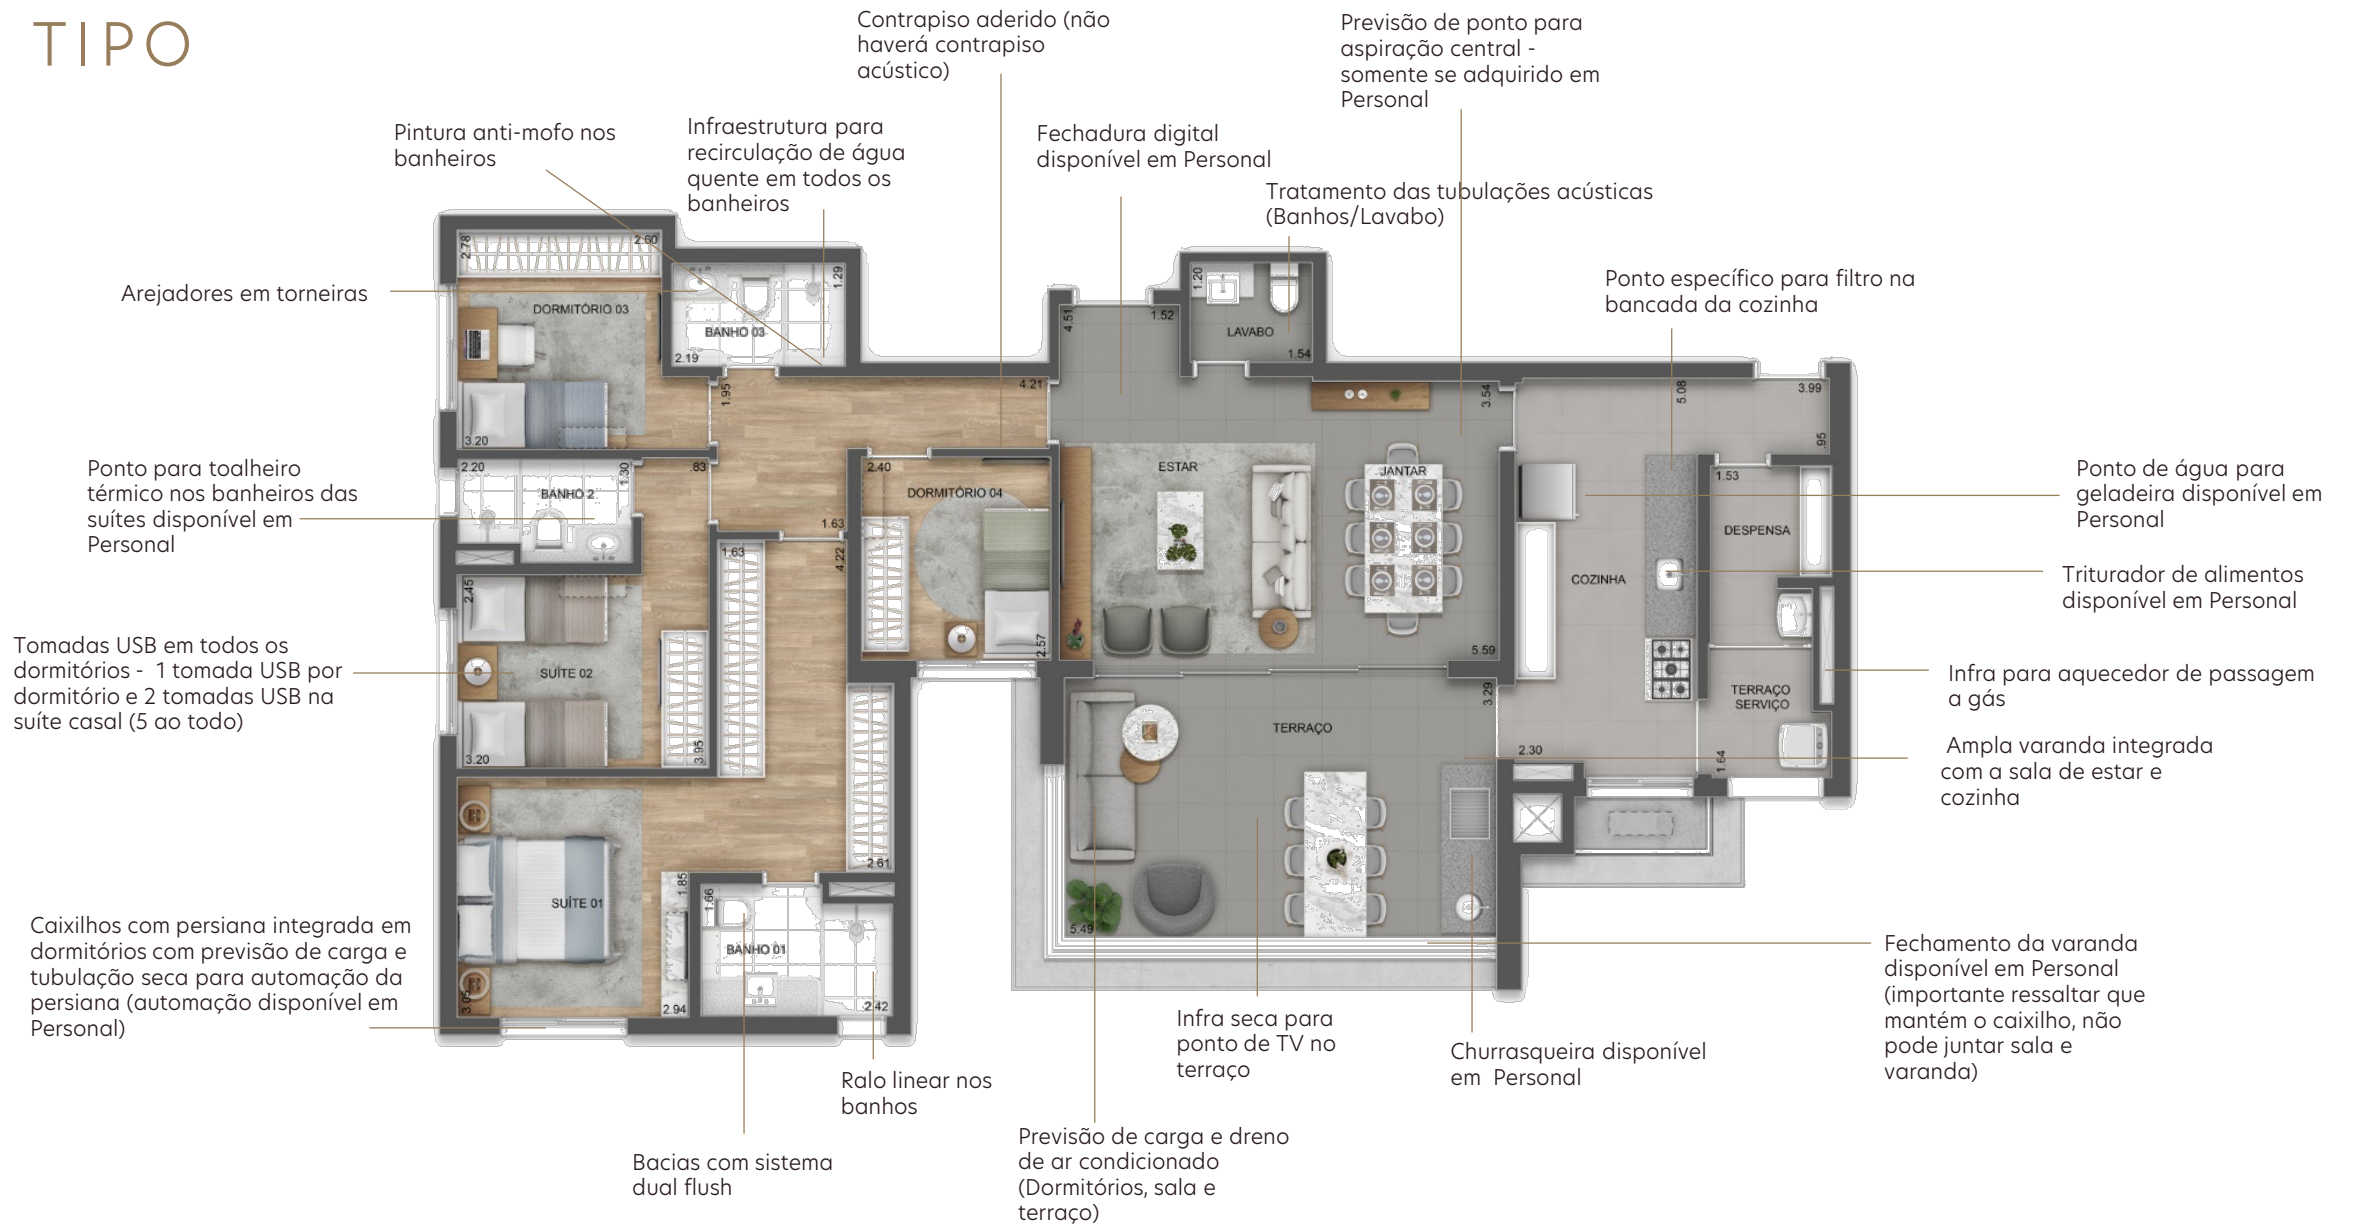 TIPO
Contrapiso aderido (não
haverá contrapiso
acústico)
Previsão de ponto para
aspiração central -
somente se adquirido em
Personal
Pintura anti-mofo nos
banheiros
Infraestrutura para
recirculação de água
quente em todos os
banheiros
Fechadura digital
disponível em Personal
Tratamento das tubulações acústicas
(Banhos/Lavabo)
Arejadores em torneiras
Ponto específico para filtro na
bancada da cozinha
Ponto para toalheiro
térmico nos banheiros das
suítes disponível em
Personal
Ponto de água para
geladeira disponível em
Personal
Triturador de alimentos
disponível em Personal
Tomadas USB em todos os
dormitórios -  1 tomada USB por
dormitório e 2 tomadas USB na
suíte casal (5 ao todo)
Infra para aquecedor de passagem
a gás
Ampla varanda integrada
com a sala de estar e
cozinha
Caixilhos com persiana integrada em
dormitórios com previsão de carga e
tubulação seca para automação da
persiana (automação disponível em
Personal)
Fechamento da varanda
disponível em Personal
(importante ressaltar que
mantém o caixilho, não
pode juntar sala e
varanda)
Infra seca para
ponto de TV no
terraço
Churrasqueira disponível
em  Personal
Ralo linear nos
banhos
Bacias com sistema
dual flush
Previsão de carga e dreno
de ar condicionado
(Dormitórios, sala e
terraço)
2.78
2.60
DORMITÓRIO 03
3.20
1.29
BANHO 03
2.19
1.95
4.21
4.51
1.52
1.20
LAVABO
1.54
3.54
5.08
3.99
.95
2.20
1.30
BANHO 2
.83
2.40
DORMITÓRIO 04
2.57
ESTAR
JANTAR
5.59
1.53
DESPENSA
COZINHA
1.63
1.63
4.22
2.45
SUÍTE 02
3.20
3.95
TERRAÇO
3.29
TERRAÇO
SERVIÇO
2.30
1.64
2.61
SUÍTE 01
1.85
3.05
2.94
1.66
BANHO 01
2.42
5.49